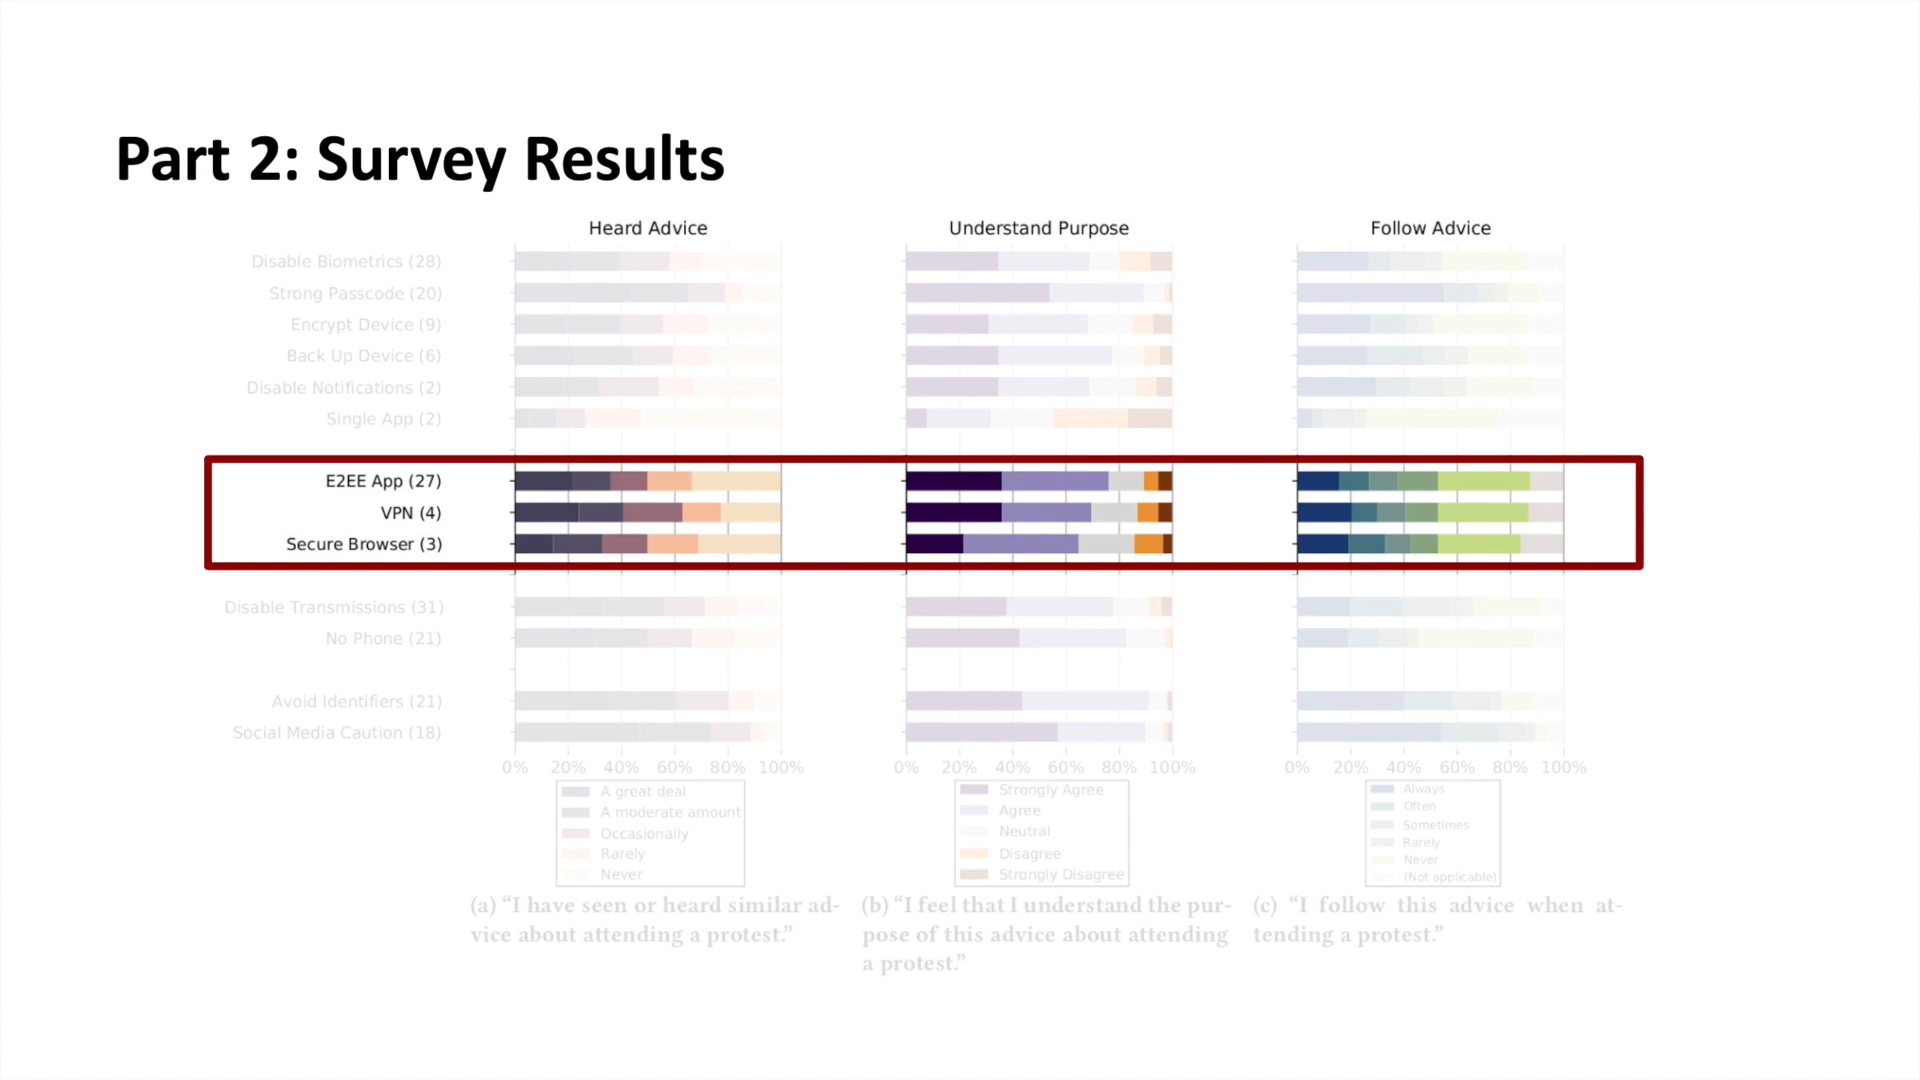 Part 2: Survey Results
Heard Advice
Understand Purpose
Follow Advice
Disable Biometrics (28)
Strong Passcode (20)
Encrypt Device (9)
Back Up Device (6)
Disable Notifications (2)
Single App (2)
E2EE App (27)
VPN (4)
Secure Browser (3)
Disable Transmissions (31)
No Phone (21)
Avoid Identifiers (21)
Social Media Caution (18)
0% 20% 40% 60% 80% 100%
0% 20% 40% 60% 80% 100%
0% 20% 40% 60% 80% 100%
A great deal
A moderate amount
Occasionally
Rarely
Never
Strongly Agree
Agree
Neutral
Disagree
Strongly Disagree
Always
Often
Sometimes
Rarely
Never
(Not applicable)
(a) “I have seen or heard similar ad-
vice about attending a protest.”
(b) “I feel that I understand the pur-
pose of this advice about attending
a protest.”
(c) “I follow this advice when at-
tending a protest.”